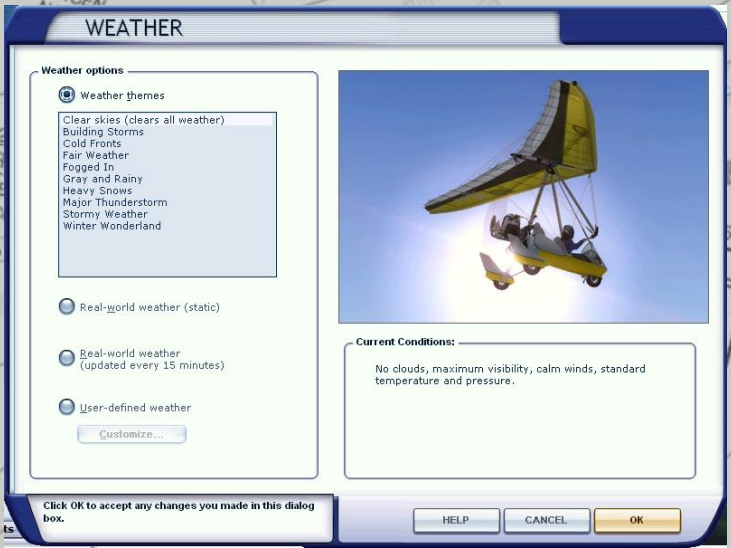 WEATHER
Weather options
Weather themes
Clear skies (clears all weather)
Building Storms
Cold Fronts
Fair Weather
Fogged In
Gray and Rainy
Heavy Snows
Major Thunderstorm
Stormy Weather
Winter Wonderland
Real-world weather (static)
Real-world weather
(updated every 15 minutes)
User-defined weather
Customize...
Current Conditions:
No clouds, maximum visibility, calm winds, standard
temperature and pressure.
Click OK to accept any changes you made in this dialog
box.
ts
HELP
CANCEL
OK